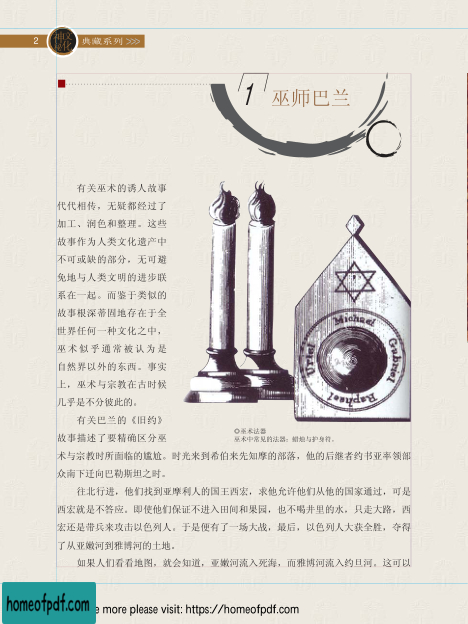 2
典藏系列 >>>
1 巫师巴兰
有关巫术的诱人故事
代代相传，无疑都经过了
加工、润色和整理。这些
故事作为人类文化遗产中
不可或缺的部分，无可避
免地与人类文明的进步联
系在一起。而鉴于类似的
故事根深蒂固地存在于全
世界任何一种文化之中，
巫术似乎通常被认为是
自然界以外的东西。事实
上，巫术与宗教在古时候
几乎是不分彼此的。
Michael
Uriel
Gabriel
Raphael
◎巫术法器
巫术中常见的法器：蜡烛与护身符。
有关巴兰的《旧约》
故事描述了要精确区分巫
术与宗教时所面临的尴尬。时光来到希伯来先知摩的部落，他的后继者约书亚率领部
众南下迁向巴勒斯坦之时。
往北行进，他们找到亚摩利人的国王西宏，求他允许他们从他的国家通过，可是
西宏就是不答应。即使他们保证不进入田间和果园，也不喝井里的水，只走大路，西
宏还是带兵来攻击以色列人。于是便有了一场大战，最后，以色列人大获全胜，夺得
了从亚嫩河到雅博河的土地。
如果人们看看地图，就会知道，亚嫩河流入死海，而雅博河流入约旦河。这可以
homeofpdf.com
e more please visit: https://homeofpdf.com